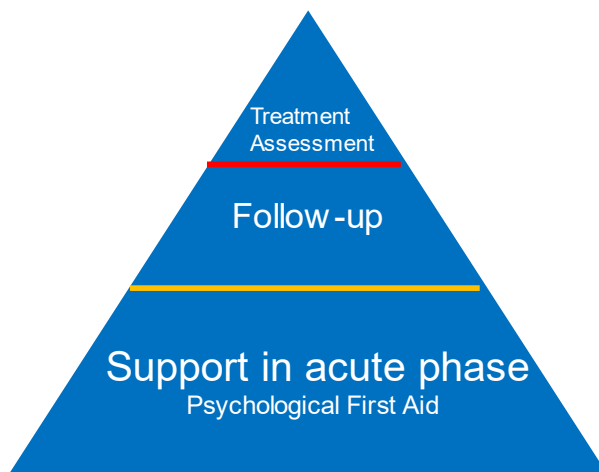 Treatment
Assessment
Follow-up
Support in acute phase
Psychological First Aid